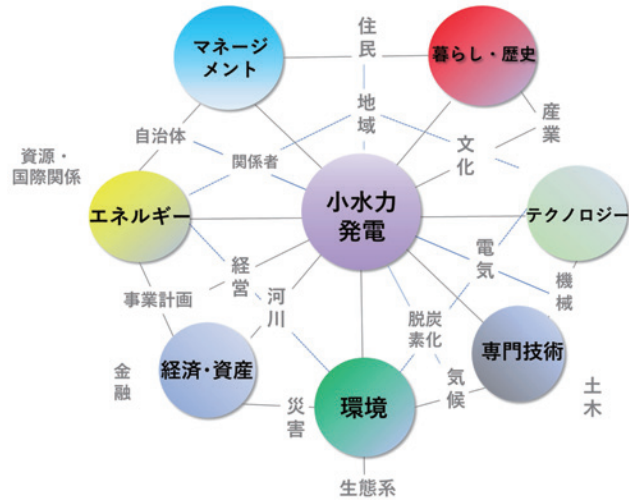 マネージ
メント
住民
暮らし・歴史
地域
産業
自治体
関係者
文化
資源・
国際関係
エネルギー
小水力
発電
テクノロジー
電気
経営
河川
機械
事業計画
脱炭
素化
経済・資産
専門技術
金融
環境
気候
災害
土木
生態系